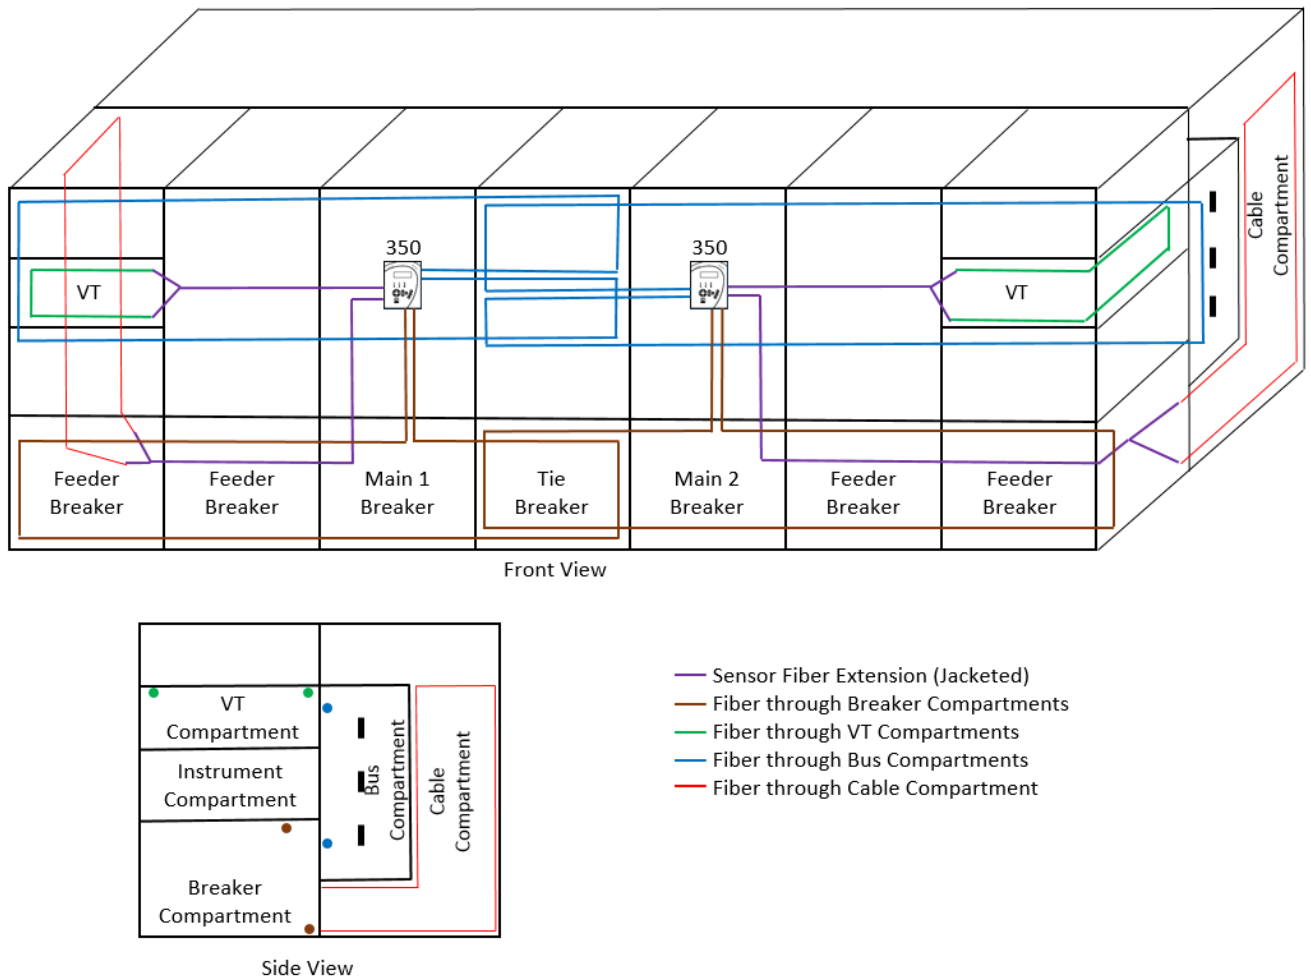 Cable
Compartment
350
350
VT
VT
Feeder
Breaker
Feeder
Breaker
Main 1
Breaker
Tie
Breaker
Main 2
Breaker
Feeder
Breaker
Feeder
Breaker
Front View
VT
Compartment
Instrument
Compartment
Breaker
Compartment
Bus
Compartment
Cable
Compartment
Side View
Sensor Fiber Extension (Jacketed)
Fiber through Breaker Compartments
Fiber through VT Compartments
Fiber through Bus Compartments
Fiber through Cable Compartment